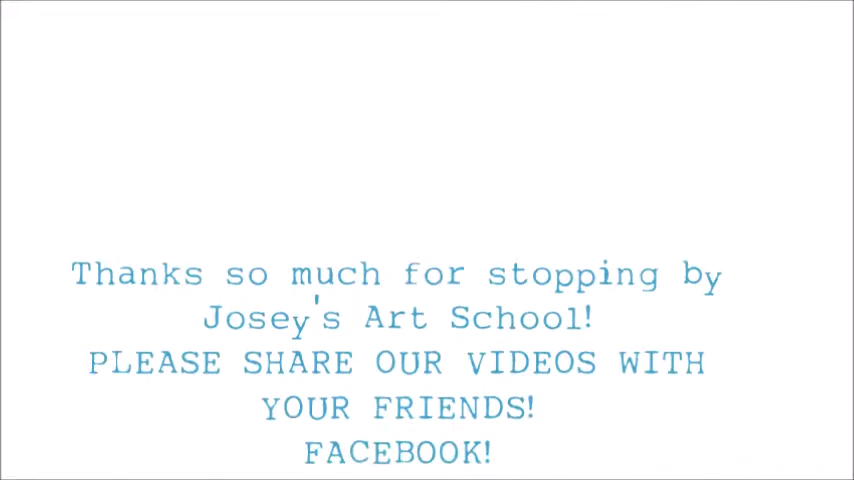 Thanks so much for stopping by
Josey's Art School!
PLEASE SHARE OUR VIDEOS WITH
YOUR FRIENDS!
FACEBOOK!